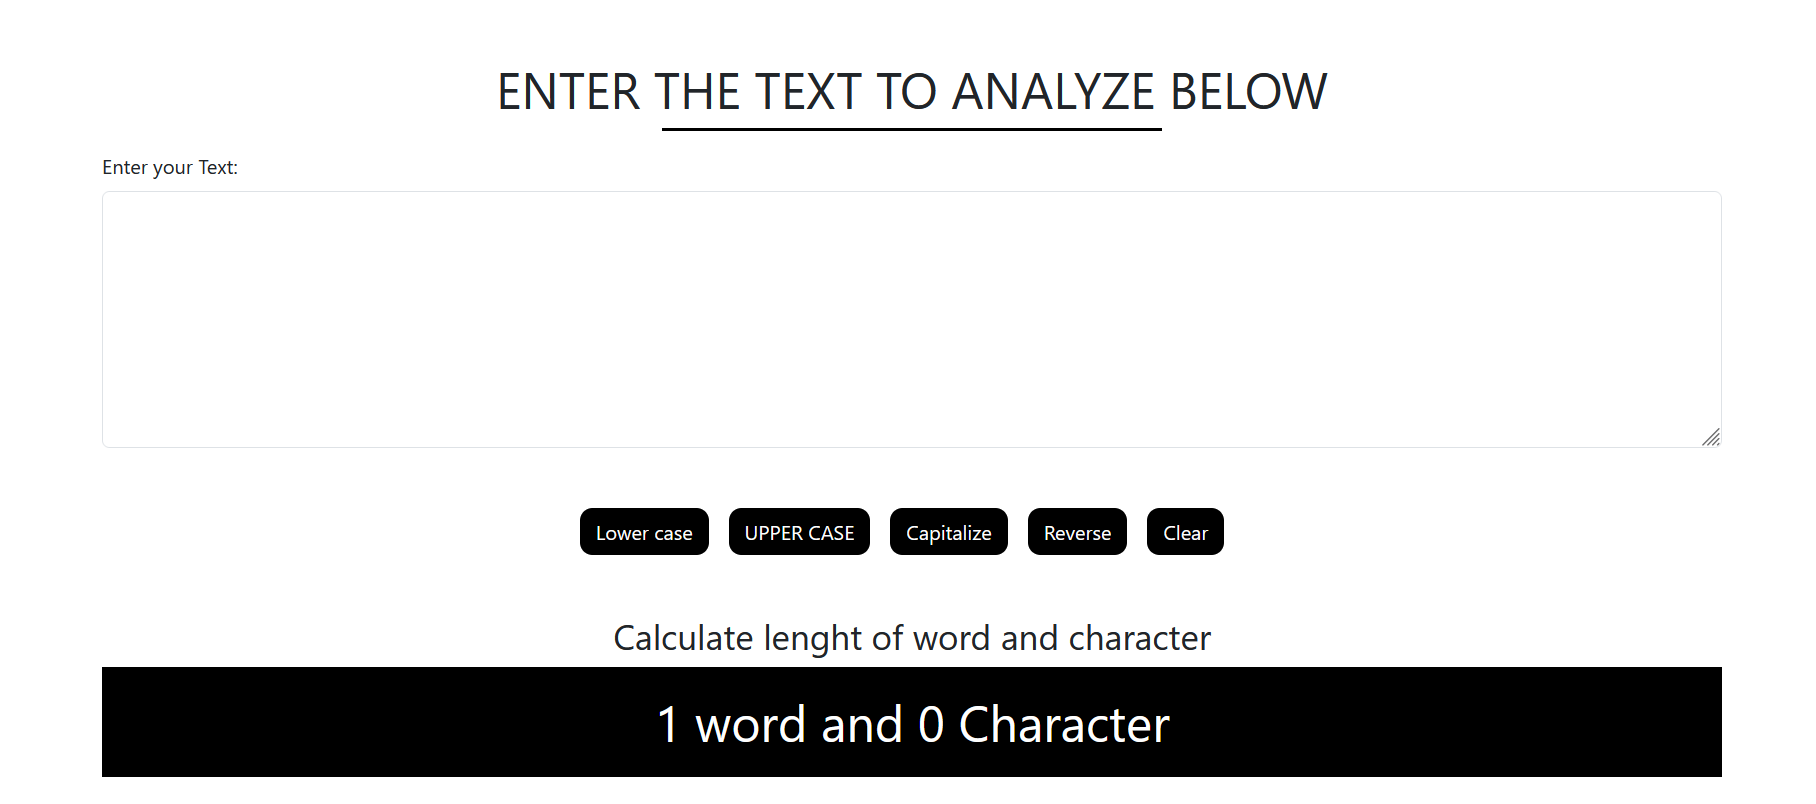 ENTER THE TEXT TO ANALYZE BELOW
Enter your Text:
Lower case UPPER CASE Capitalize Reverse Clear
Calculate lenght of word and character
1 word and 0 Character